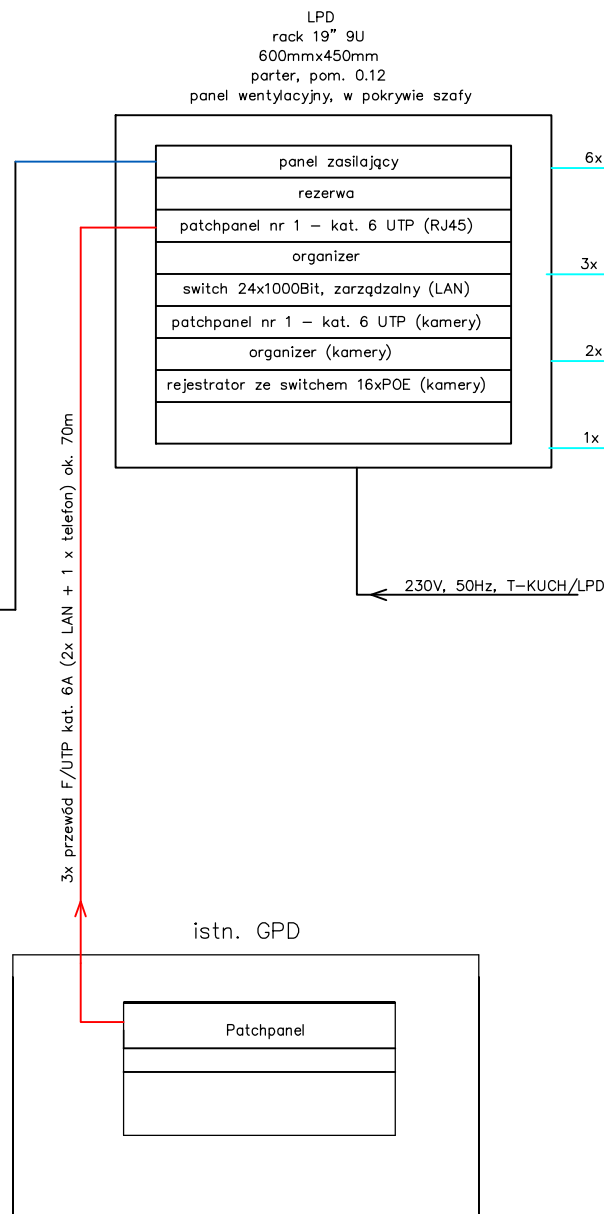 LPD
rack 19" 9U
600mmx450mm
parter, pom. 0.12
panel wentylacyjny, w pokrywie szafy
panel zasilający
6x
rezerwa
patchpanel nr 1 – kat. 6 UTP (RJ45)
organizer
3x
switch 24x1000Bit, zarządzalny (LAN)
patchpanel nr 1 – kat. 6 UTP (kamery)
organizer (kamery)
2x
rejestrator ze switchem 16xPOE (kamery)
1x
230V, 50Hz, T–KUCH/LPD
3x przewód F/UTP kat. 6A (2x LAN + 1 x telefon) ok. 70m
istn. GPD
Patchpanel